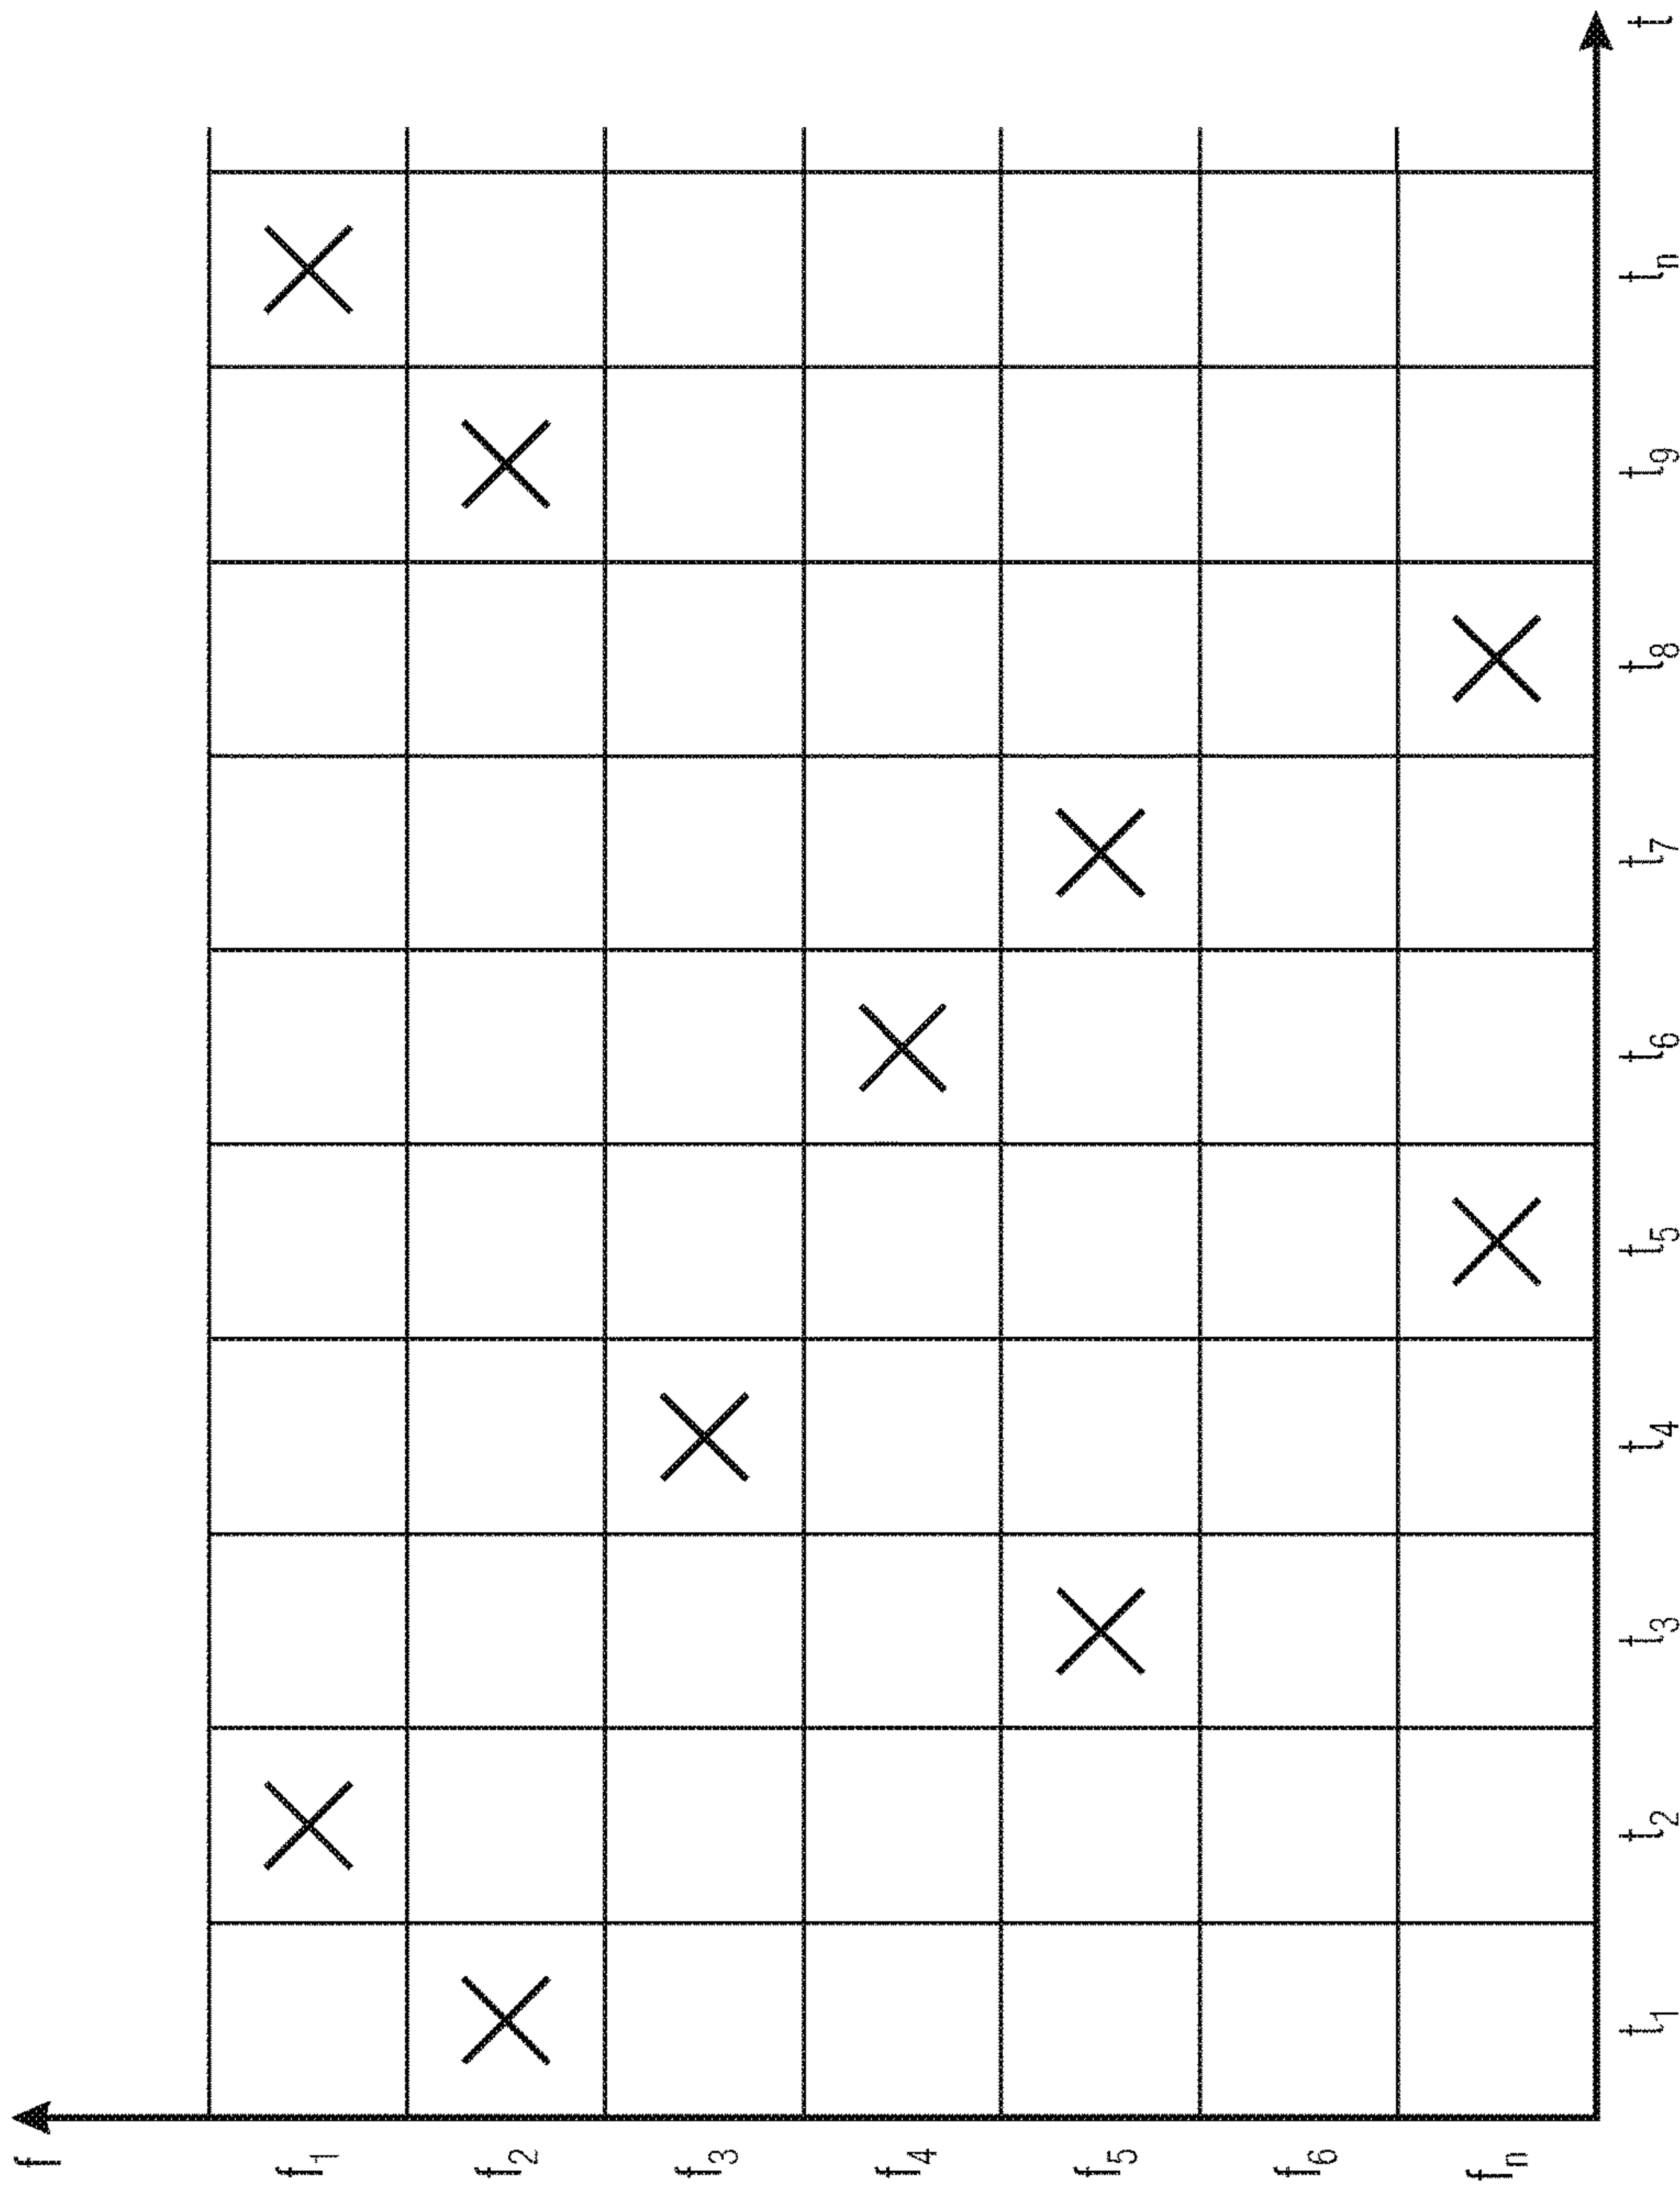 f
f₁
f₂
f₃
f₄
f₅
f₆
fₙ
t₁ t₂ t₃ t₄ t₅ t₆ t₇ t₈ t₉ tₙ t